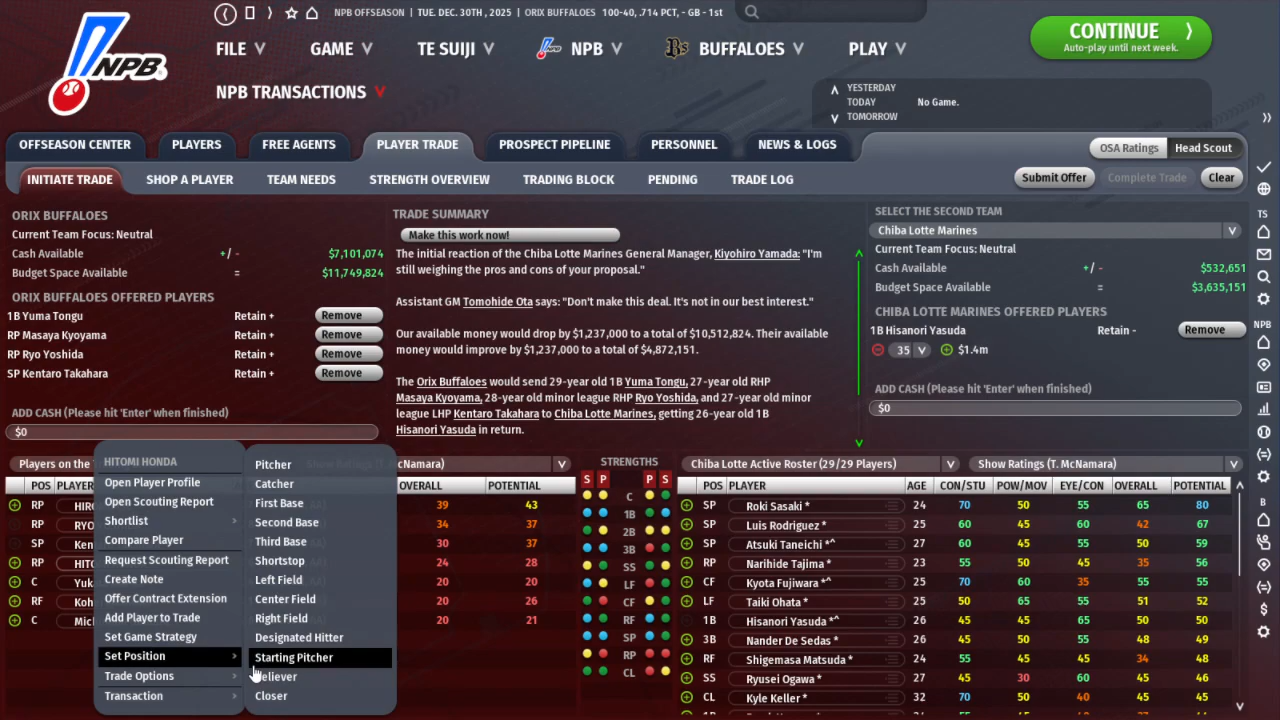 NPB OFFSEASON | TUE. DEC. 30TH , 2025 | ORIX BUFFALOES 100-40, .714 PCT, - GB - 1st
NPB
FILE
GAME
TE SUIJI
NPB
BUFFALOES
PLAY
NPB TRANSACTIONS
CONTINUE
Auto-play until next week.
YESTERDAY
TODAY No Game.
TOMORROW
OFFSEASON CENTER
PLAYERS
FREE AGENTS
PLAYER TRADE
PROSPECT PIPELINE
PERSONNEL
NEWS & LOGS
OSA Ratings
Head Scout
INITIATE TRADE
SHOP A PLAYER
TEAM NEEDS
STRENGTH OVERVIEW
TRADING BLOCK
PENDING
TRADE LOG
Submit Offer
Complete Trade
Clear
ORIX BUFFALOES
Current Team Focus: Neutral
Cash Available +/ - $7,101,074
Budget Space Available = $11,749,824
ORIX BUFFALOES OFFERED PLAYERS
1B Yuma Tongu Retain + Remove
RP Masaya Kyoyama Retain + Remove
RP Ryo Yoshida Retain + Remove
SP Kentaro Takahara Retain + Remove
ADD CASH (Please hit 'Enter' when finished)
$0
TRADE SUMMARY
Make this work now!
The initial reaction of the Chiba Lotte Marines General Manager, Kiyohiro Yamada: "I'm
still weighing the pros and cons of your proposal."
Assistant GM Tomohide Ota says: "Don't make this deal. It's not in our best interest."
Our available money would drop by $1,237,000 to a total of $10,512,824. Their available
money would improve by $1,237,000 to a total of $4,872,151.
The Orix Buffaloes would send 29-year old 1B Yuma Tongu, 27-year old RHP
Masaya Kyoyama, 28-year old minor league RHP Ryo Yoshida, and 27-year old minor
league LHP Kentaro Takahara to Chiba Lotte Marines, getting 26-year old 1B
Hisanori Yasuda in return.
SELECT THE SECOND TEAM
Chiba Lotte Marines
Current Team Focus: Neutral
Cash Available +/ - $532,651
Budget Space Available = $3,635,151
CHIBA LOTTE MARINES OFFERED PLAYERS
1B Hisanori Yasuda Retain - Remove
35 $1.4m
ADD CASH (Please hit 'Enter' when finished)
$0
Players on the
cNamara)
POS PLAYER OVERALL POTENTIAL
RP HIR 39 43
RP RYO 34 37
SP Ken 30 37
RP HITO 24 28
C Yuk 20 20
RF Koh 20 26
C Mich 20 21
HITOMI HONDA
Open Player Profile
Open Scouting Report
Shortlist
Compare Player
Request Scouting Report
Create Note
Offer Contract Extension
Add Player to Trade
Set Game Strategy
Set Position
Trade Options
Transaction
Pitcher
Catcher
First Base
Second Base
Third Base
Shortstop
Left Field
Center Field
Right Field
Designated Hitter
Starting Pitcher
Reliever
Closer
STRENGTHS
S P P S
C
1B
2B
3B
SS
LF
CF
RF
SP
RP
CL
Chiba Lotte Active Roster (29/29 Players)
Show Ratings (T. McNamara)
POS PLAYER AGE CON/STU POW/MOV EYE/CON OVERALL POTENTIAL
SP Roki Sasaki * 24 70 50 55 65 80
SP Luis Rodriguez * 25 60 45 55 42 67
SP Atsuki Taneichi *^ 27 60 45 55 50 59
RP Narihide Tajima * 23 55 50 45 35 56
CF Kyota Fujiwara *^ 25 70 60 35 55 55
LF Taiki Ohata * 25 50 65 55 51 52
1B Hisanori Yasuda *^ 26 55 55 55 50 50
3B Nander De Sedas * 26 45 50 55 48 49
RF Shigemasa Matsuda * 24 55 45 55 34 48
SS Ryusei Ogawa * 27 45 30 60 45 46
CL Kyle Keller * 32 70 50 40 45 45
TS
NPB
B